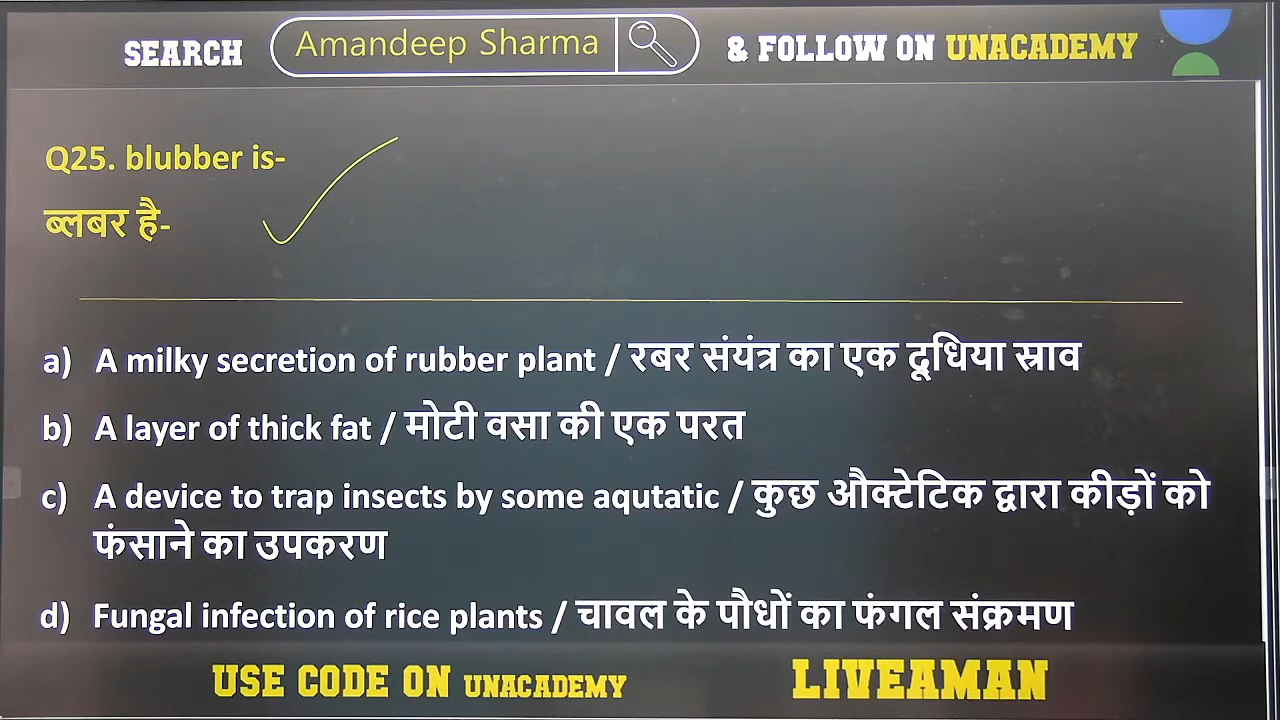 SEARCH Amandeep Sharma & FOLLOW ON UNACADEMY
Q25. blubber is-
ब्लबर है-
a) A milky secretion of rubber plant / रबर संयंत्र का एक दूधिया स्राव
b) A layer of thick fat / मोटी वसा की एक परत
c) A device to trap insects by some aqutatic / कुछ औक्टेटिक द्वारा कीड़ों को
फंसाने का उपकरण
d) Fungal infection of rice plants / चावल के पौधों का फंगल संक्रमण
USE CODE ON UNACADEMY LIVEAMAN